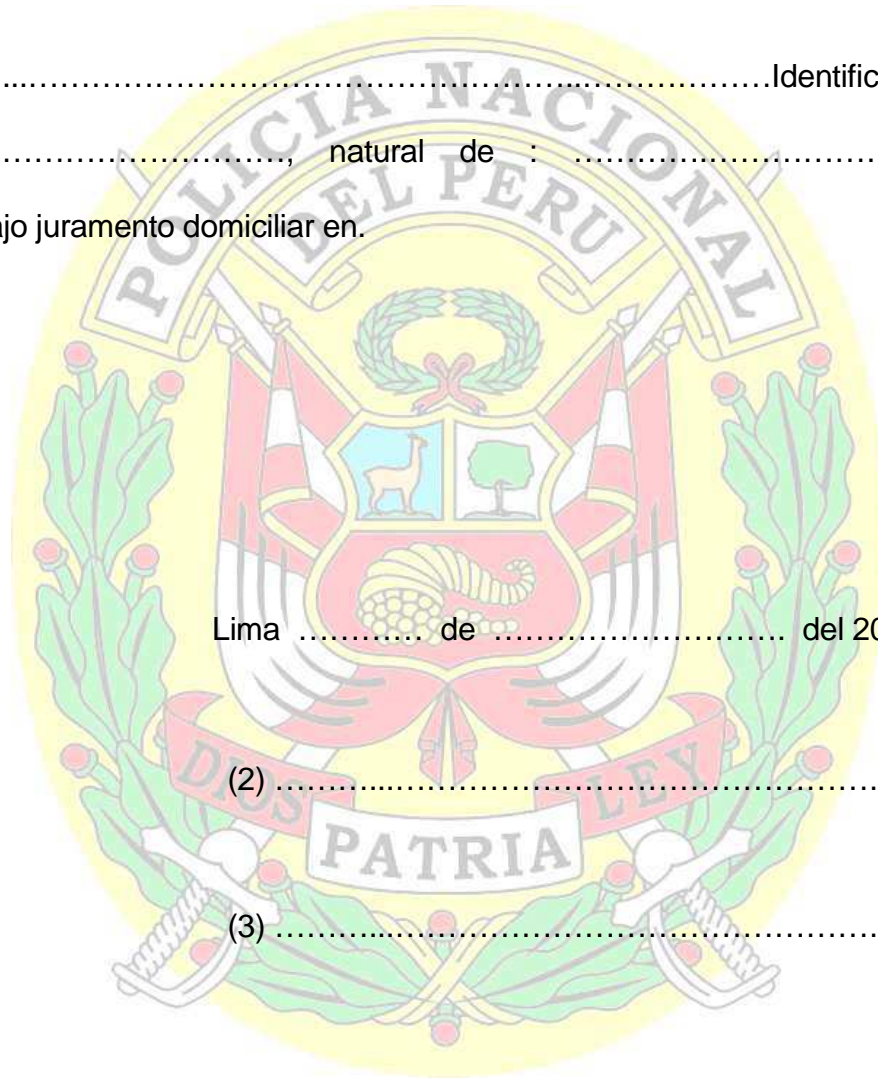 ...……………………….……………………...………………Identific
……………………….., natural de : …………..……………
ajo juramento domiciliar en.
Lima ………… de ………………………. del 20
(2) ………...…………………………………………
(3) ………...…………………………………………
POLICIA NACIONAL
DEL PERU
DIOS PATRIA LEY